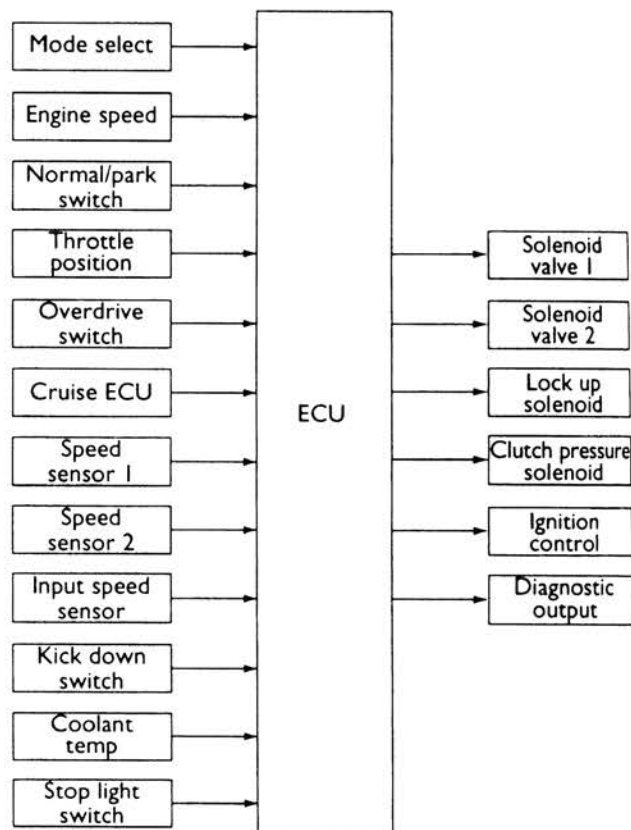 Mode select
Engine speed
Normal/park
switch
Throttle
position
Overdrive
switch
Cruise ECU
Speed
sensor 1
Speed
sensor 2
Input speed
sensor
Kick down
switch
Coolant
temp
Stop light
switch
ECU
Solenoid
valve 1
Solenoid
valve 2
Lock up
solenoid
Clutch pressure
solenoid
Ignition
control
Diagnostic
output